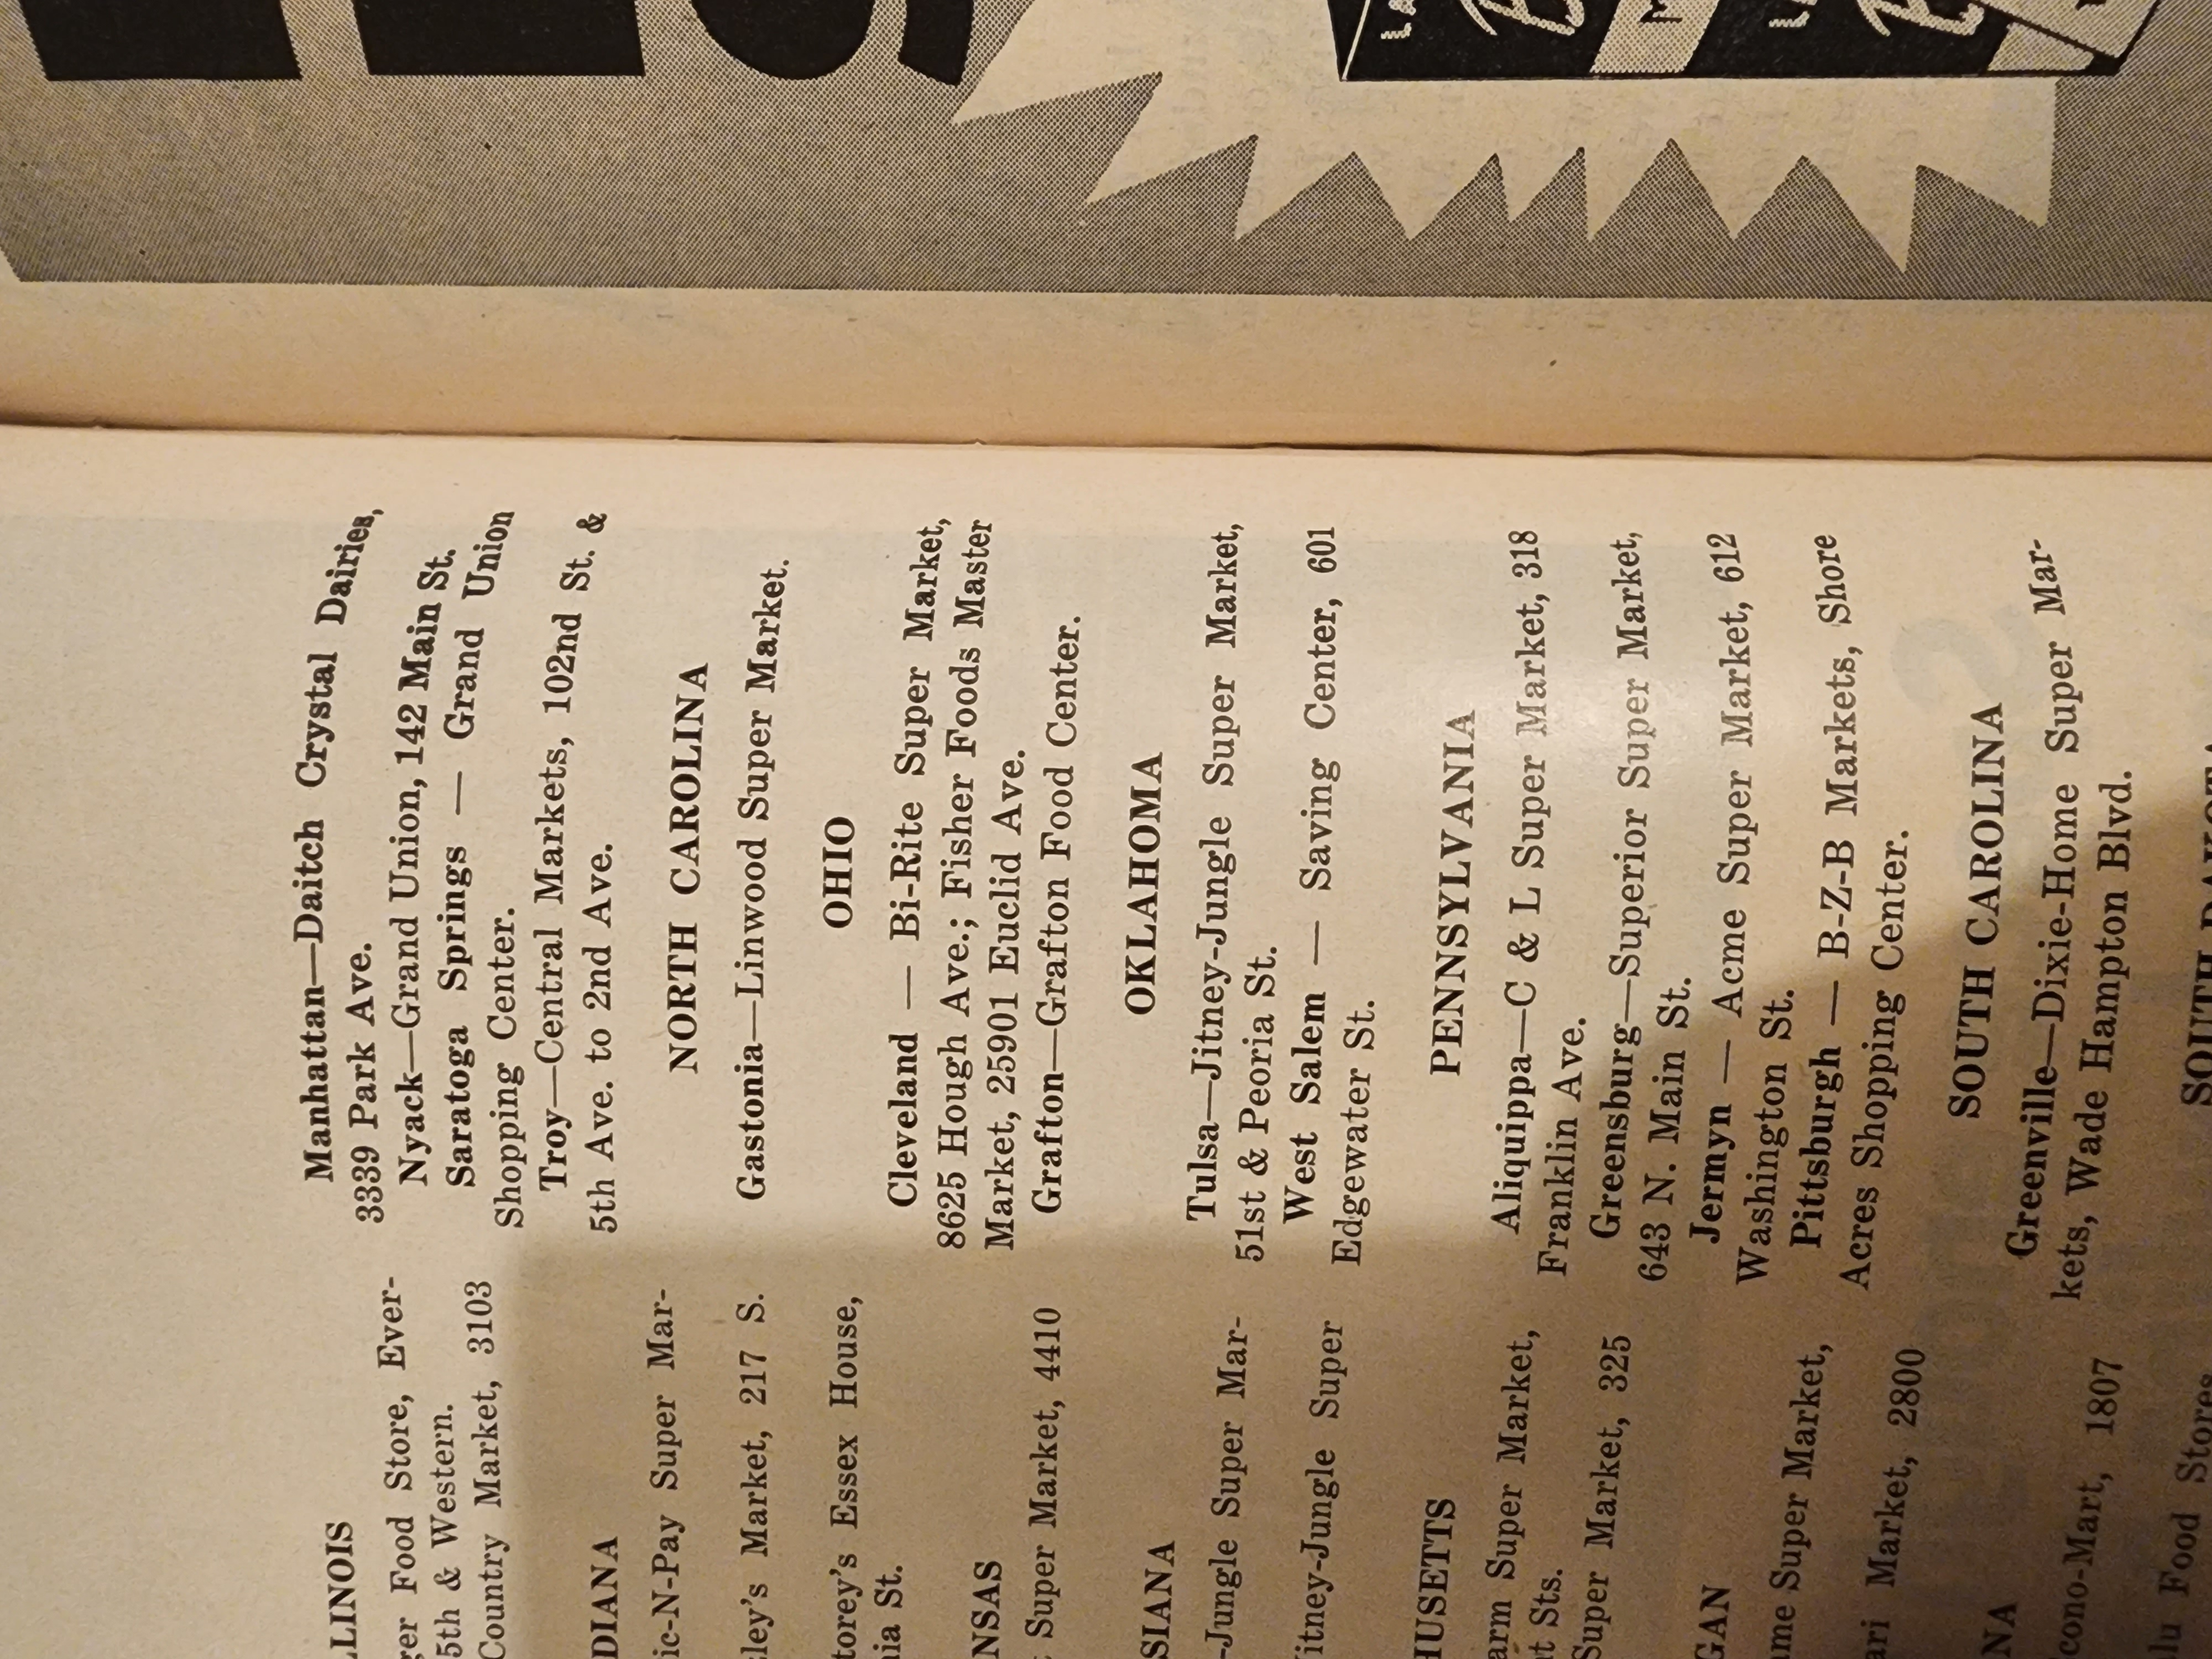 LLINOIS
ger Food Store, Ever-
5th & Western.
Country Market, 3103
DIANA
ic-N-Pay Super Mar-
ley's Market, 217 S.
torey's Essex House,
nia St.
NSAS
Super Market, 4410
SIANA
-Jungle Super Mar-
itney-Jungle Super
HUSETTS
arm Super Market,
t Sts.
Super Market, 325
GAN
ame Super Market,
ari Market, 2800
NA
cono-Mart, 1807
lu Food Stores
Manhattan—Daitch Crystal Dairies,
3339 Park Ave.
Nyack—Grand Union, 142 Main St.
Saratoga Springs — Grand Union
Shopping Center.
Troy—Central Markets, 102nd St. &
5th Ave. to 2nd Ave.
NORTH CAROLINA
Gastonia—Linwood Super Market.
OHIO
Cleveland — Bi-Rite Super Market,
8625 Hough Ave.; Fisher Foods Master
Market, 25901 Euclid Ave.
Grafton—Grafton Food Center.
OKLAHOMA
Tulsa—Jitney-Jungle Super Market,
51st & Peoria St.
West Salem — Saving Center, 601
Edgewater St.
PENNSYLVANIA
Aliquippa—C & L Super Market, 318
Franklin Ave.
Greensburg—Superior Super Market,
643 N. Main St.
Jermyn — Acme Super Market, 612
Washington St.
Pittsburgh — B-Z-B Markets, Shore
Acres Shopping Center.
SOUTH CAROLINA
Greenville—Dixie-Home Super Mar-
kets, Wade Hampton Blvd.
SOUTH DAKOTA